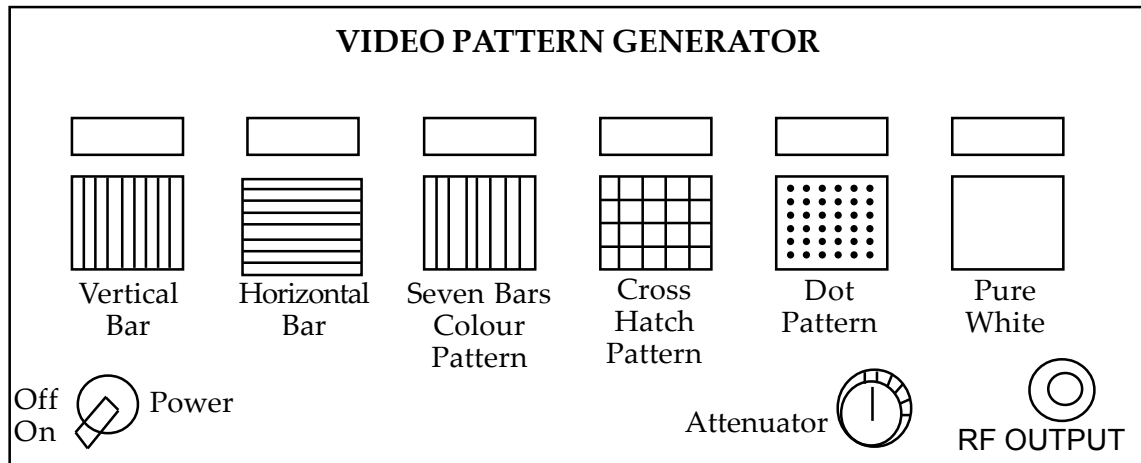 VIDEO PATTERN GENERATOR
Vertical
Bar
Horizontal
Bar
Seven Bars
Colour
Pattern
Cross
Hatch
Pattern
Dot
Pattern
Pure
White
Off
On
Power
Attenuator
RF OUTPUT